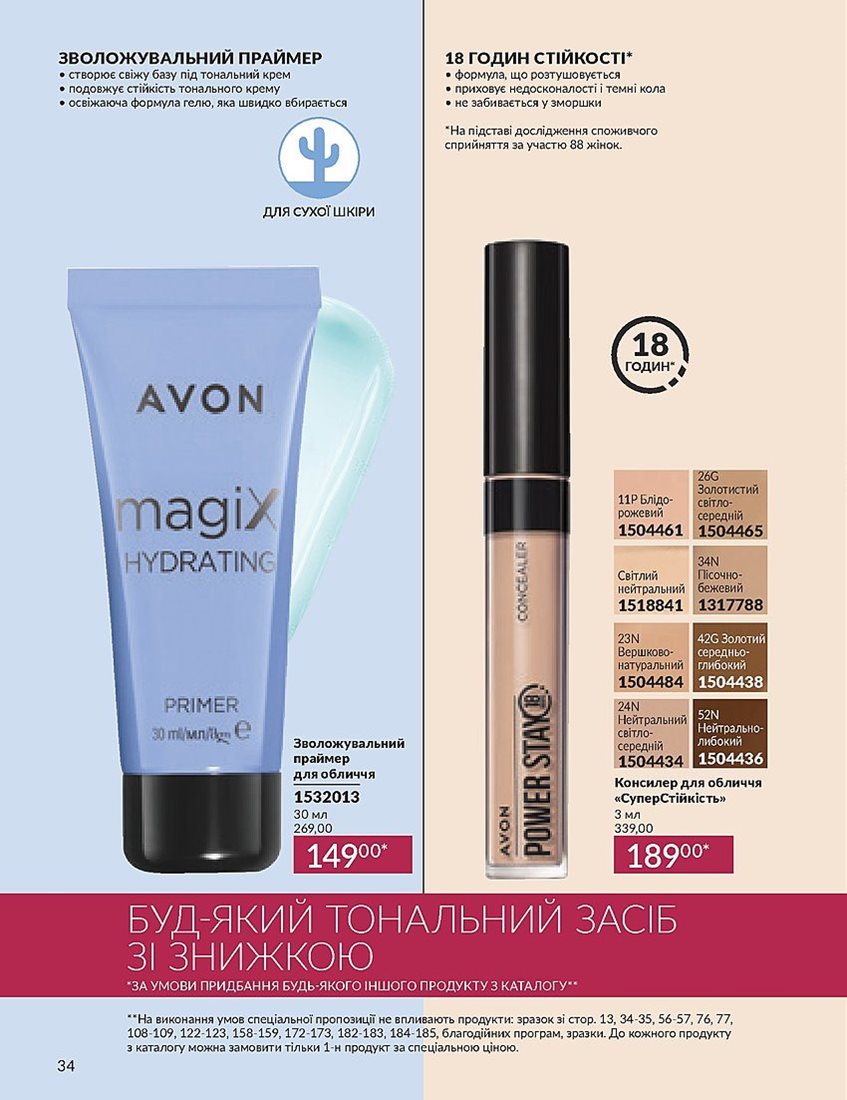 ЗВОЛОЖУВАЛЬНИЙ ПРАЙМЕР
• створює свіжу базу під тональний крем
• подовжує стійкість тонального крему
• освіжаюча формула гелю, яка швидко вбирається
ДЛЯ СУХОЇ ШКІРИ
AVON
magiX
HYDRATING
PRIMER
30 ml/мл/
Зволожувальний
праймер
для обличчя
1532013
30 мл
269,00
14900*
18 ГОДИН СТІЙКОСТІ*
• формула, що розтушовується
• приховує недосконалості і темні кола
• не забивається у зморшки
*На підставі дослідження споживчого
сприйняття за участю 88 жінок.
18
ГОДИН*
CONCEALER
POWER STAY 18
AVON
11P Блідо-
рожевий
1504461
26G
Золотистий
світло-
середній
1504465
Світлий
нейтральний
1518841
34N
Пісочно-
бежевий
1317788
23N
Вершково-
натуральний
1504484
42G Золотий
середньо-
глибокий
1504438
24N
Нейтральний
світло-
середній
1504434
52N
Нейтрально-
либокий
1504436
Консилер для обличчя
«СуперСтійкість»
3 мл
339,00
18900*
БУД-ЯКИЙ ТОНАЛЬНИЙ ЗАСІБ
ЗІ ЗНИЖКОЮ
*ЗА УМОВИ ПРИДБАННЯ БУДЬ-ЯКОГО ІНШОГО ПРОДУКТУ З КАТАЛОГУ**
**На виконання умов спеціальної пропозиції не впливають продукти: зразок зі стор. 13, 34-35, 56-57, 76, 77,
108-109, 122-123, 158-159, 172-173, 182-183, 184-185, благодійних програм, зразки. До кожного продукту
з каталогу можна замовити тільки 1-н продукт за спеціальною ціною.
34